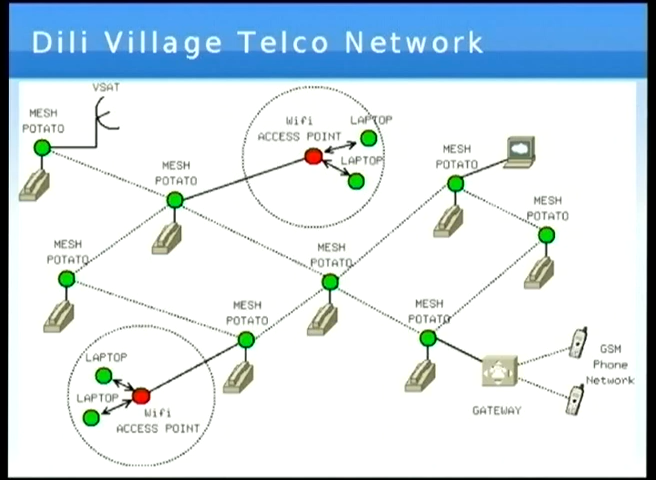 Dili Village Telco Network
VSAT
MESH
POTATO
Wifi
ACCESS POINT
LAPTOP
LAPTOP
MESH
POTATO
MESH
POTATO
MESH
POTATO
MESH
POTATO
MESH
POTATO
MESH
POTATO
MESH
POTATO
LAPTOP
LAPTOP
Wifi
ACCESS POINT
GSM
Phone
Network
GATEWAY